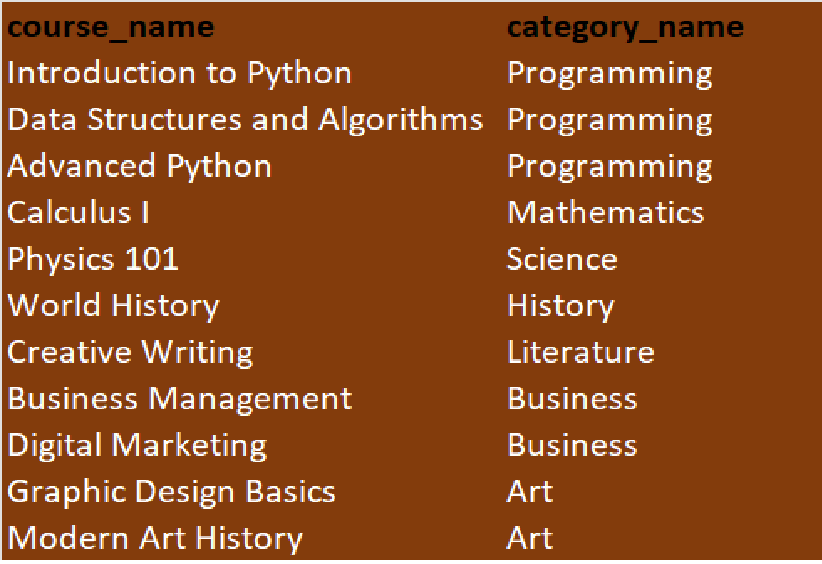 course_name category_name
Introduction to Python Programming
Data Structures and Algorithms Programming
Advanced Python Programming
Calculus I Mathematics
Physics 101 Science
World History History
Creative Writing Literature
Business Management Business
Digital Marketing Business
Graphic Design Basics Art
Modern Art History Art